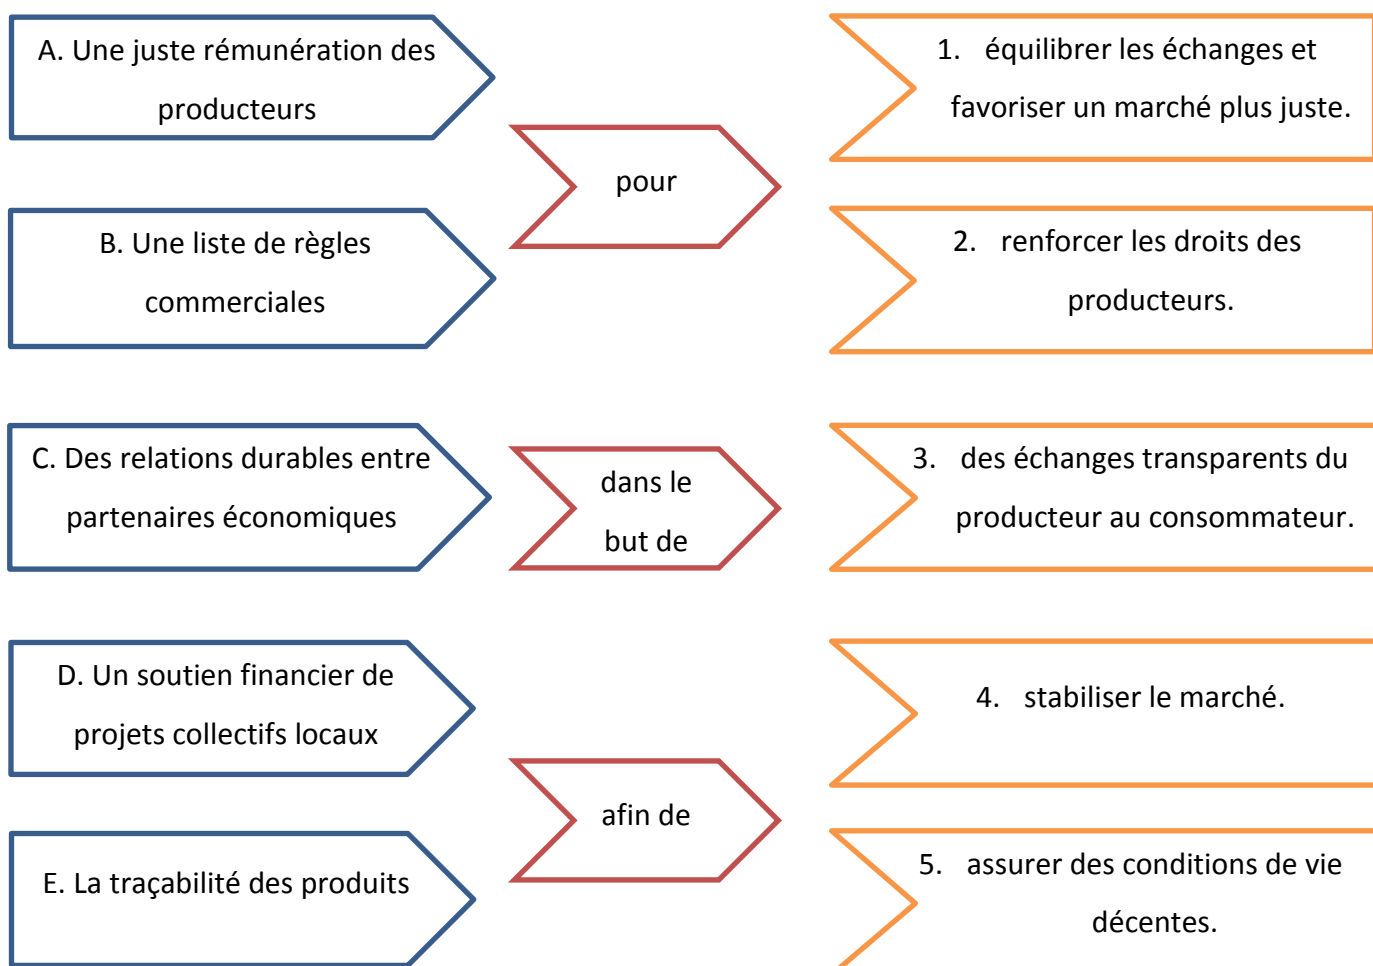 A. Une juste rémunération des
producteurs
B. Une liste de règles
commerciales
C. Des relations durables entre
partenaires économiques
D. Un soutien financier de
projets collectifs locaux
E. La traçabilité des produits
pour
dans le
but de
afin de
1. équilibrer les échanges et
favoriser un marché plus juste.
2. renforcer les droits des
producteurs.
3. des échanges transparents du
producteur au consommateur.
4. stabiliser le marché.
5. assurer des conditions de vie
décentes.